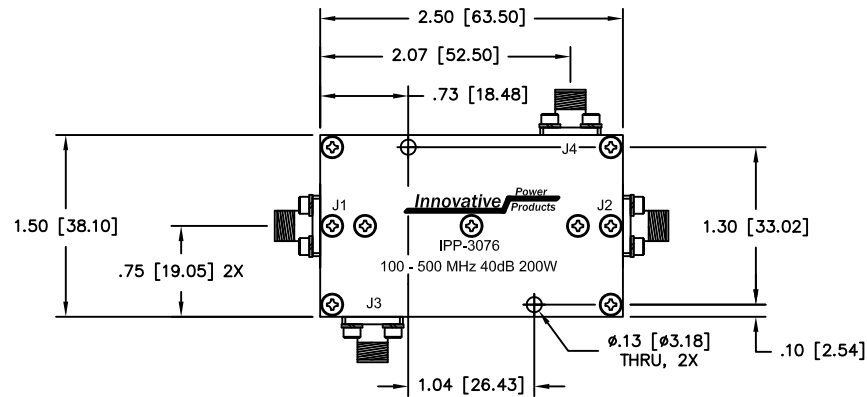 2.50 [63.50]
2.07 [52.50]
.73 [18.48]
J4
1.50 [38.10]
J1
Innovative Power Products
J2
1.30 [33.02]
.75 [19.05] 2X
IPP-3076
100 - 500 MHz 40dB 200W
J3
ø.13 [ø3.18]
THRU, 2X
.10 [2.54]
1.04 [26.43]